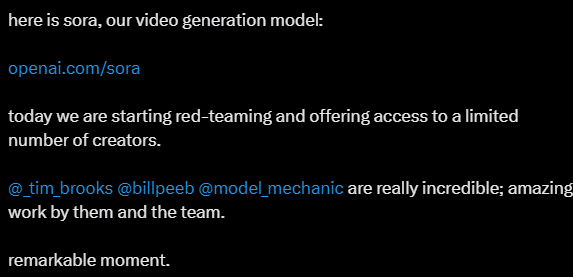 here is sora, our video generation model:
openai.com/sora
today we are starting red-teaming and offering access to a limited
number of creators.
@_tim_brooks @billpeeb @model_mechanic are really incredible; amazing
work by them and the team.
remarkable moment.